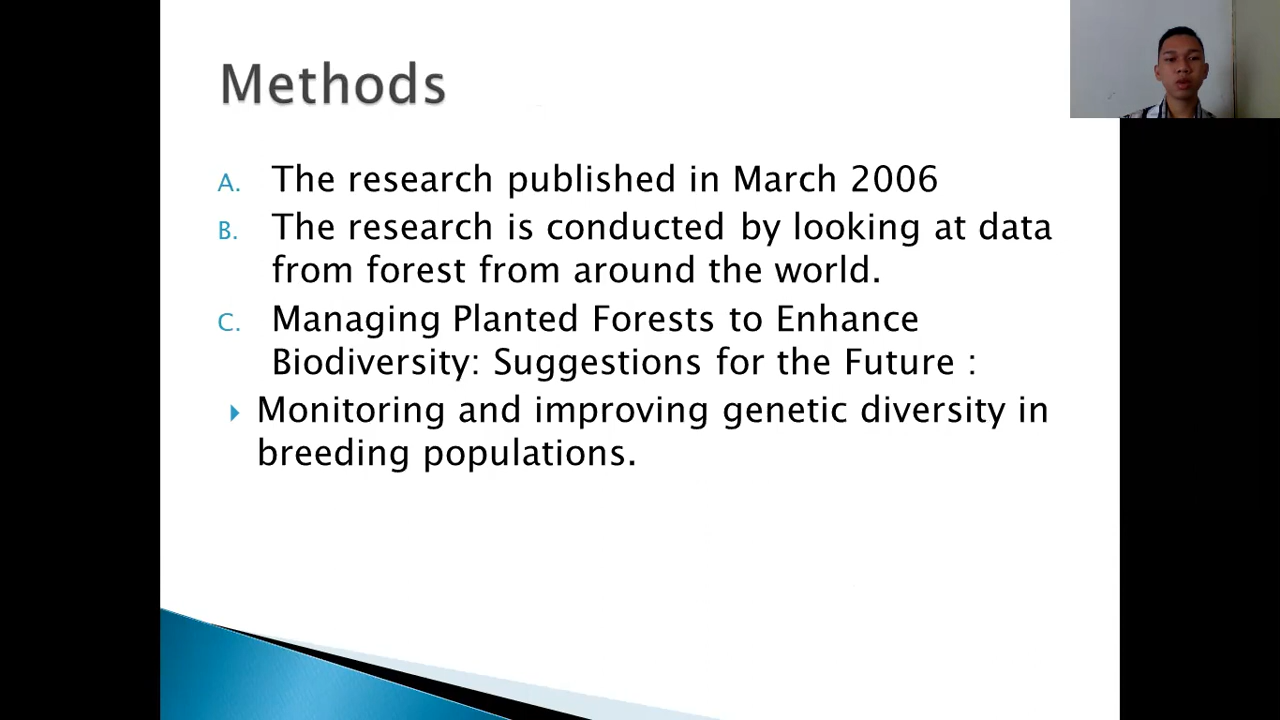 Methods
A. The research published in March 2006
B. The research is conducted by looking at data
from forest from around the world.
C. Managing Planted Forests to Enhance
Biodiversity: Suggestions for the Future :
Monitoring and improving genetic diversity in
breeding populations.